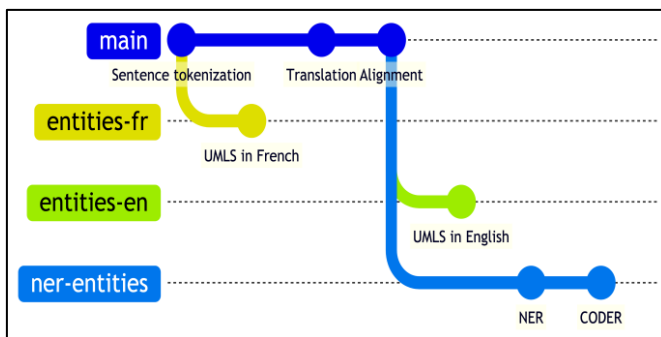 main
Sentence tokenization
Translation Alignment
entities-fr
UMLS in French
entities-en
UMLS in English
ner-entities
NER
CODER